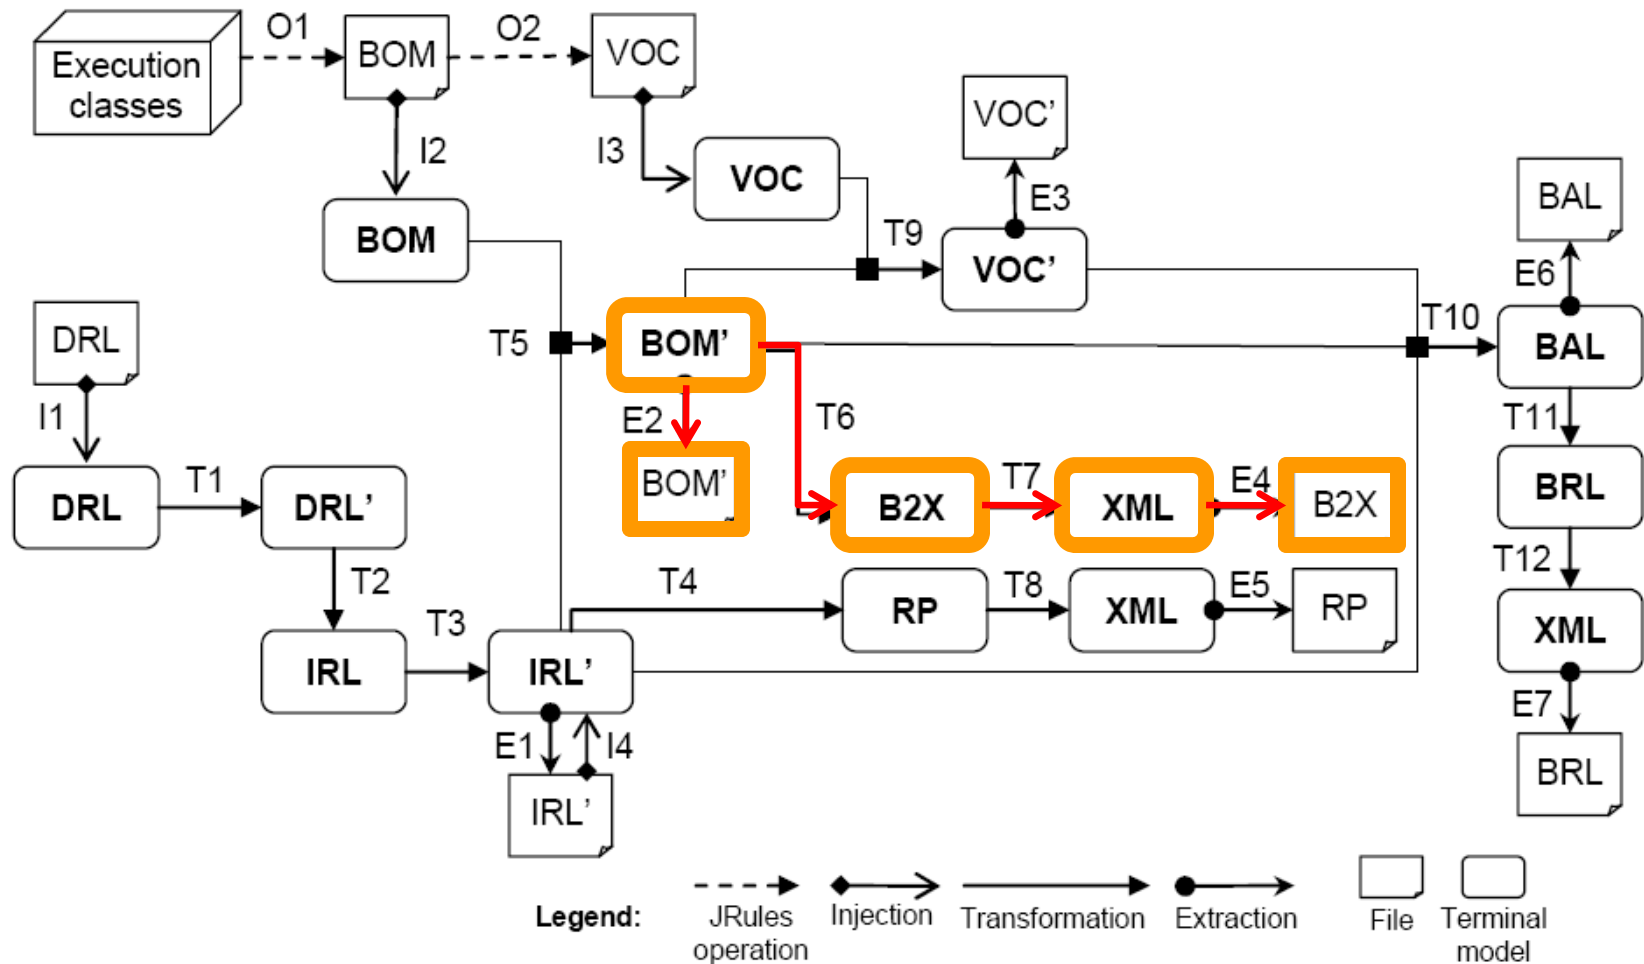 O1
O2
Execution
classes
BOM
VOC
VOC’
I2
I3
VOC
E3
BAL
BOM
T9
VOC’
E6
DRL
T5
BOM’
T10
BAL
I1
E2
T6
T11
BOM’
DRL
T1
DRL’
B2X
T7
XML
E4
B2X
BRL
T2
T4
RP
T8
XML
E5
RP
T12
IRL
T3
IRL’
XML
E1
I4
E7
IRL’
BRL
Legend:
JRules
operation
Injection
Transformation
Extraction
File
Terminal
model